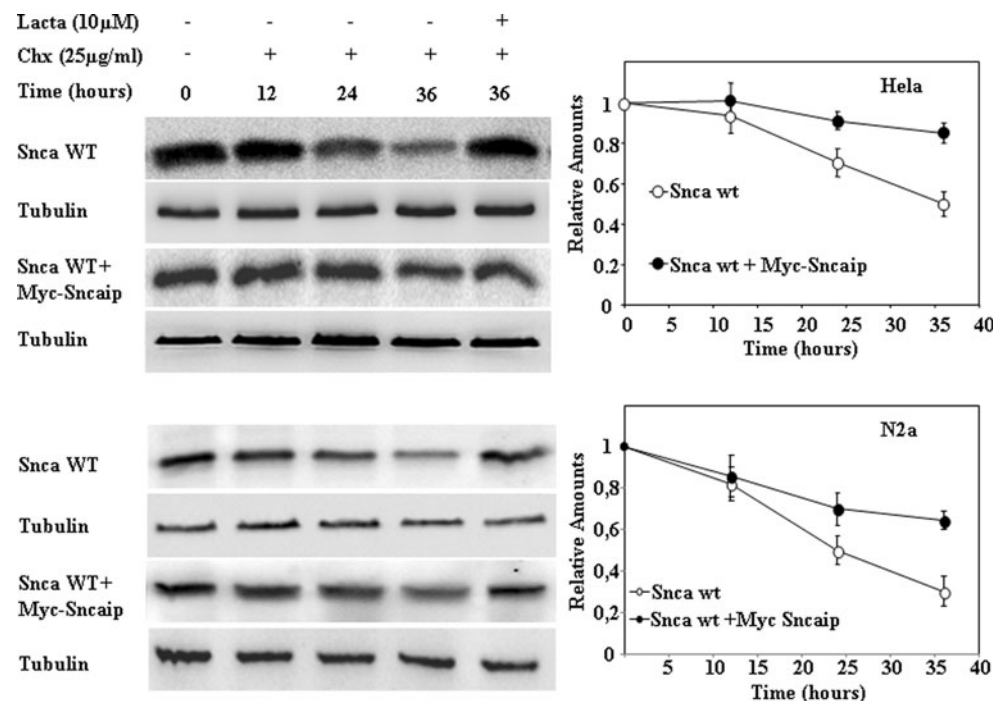 Lacta (10µM) - - - - +
Chx (25µg/ml) - + + + +
Time (hours) 0 12 24 36 36
Snca WT
Tubulin
Snca WT+
Myc-Sncaip
Tubulin
Hela
Relative Amounts
1
0.8
0.6
0.4
0.2
0
Snca wt
Snca wt + Myc-Sncaip
0 5 10 15 20 25 30 35 40
Time (hours)
Snca WT
Tubulin
Snca WT+
Myc-Sncaip
Tubulin
N2a
Relative Amounts
1
0,8
0,6
0,4
0,2
0
Snca wt
Snca wt +Myc Sncaip
0 5 10 15 20 25 30 35 40
Time (hours)